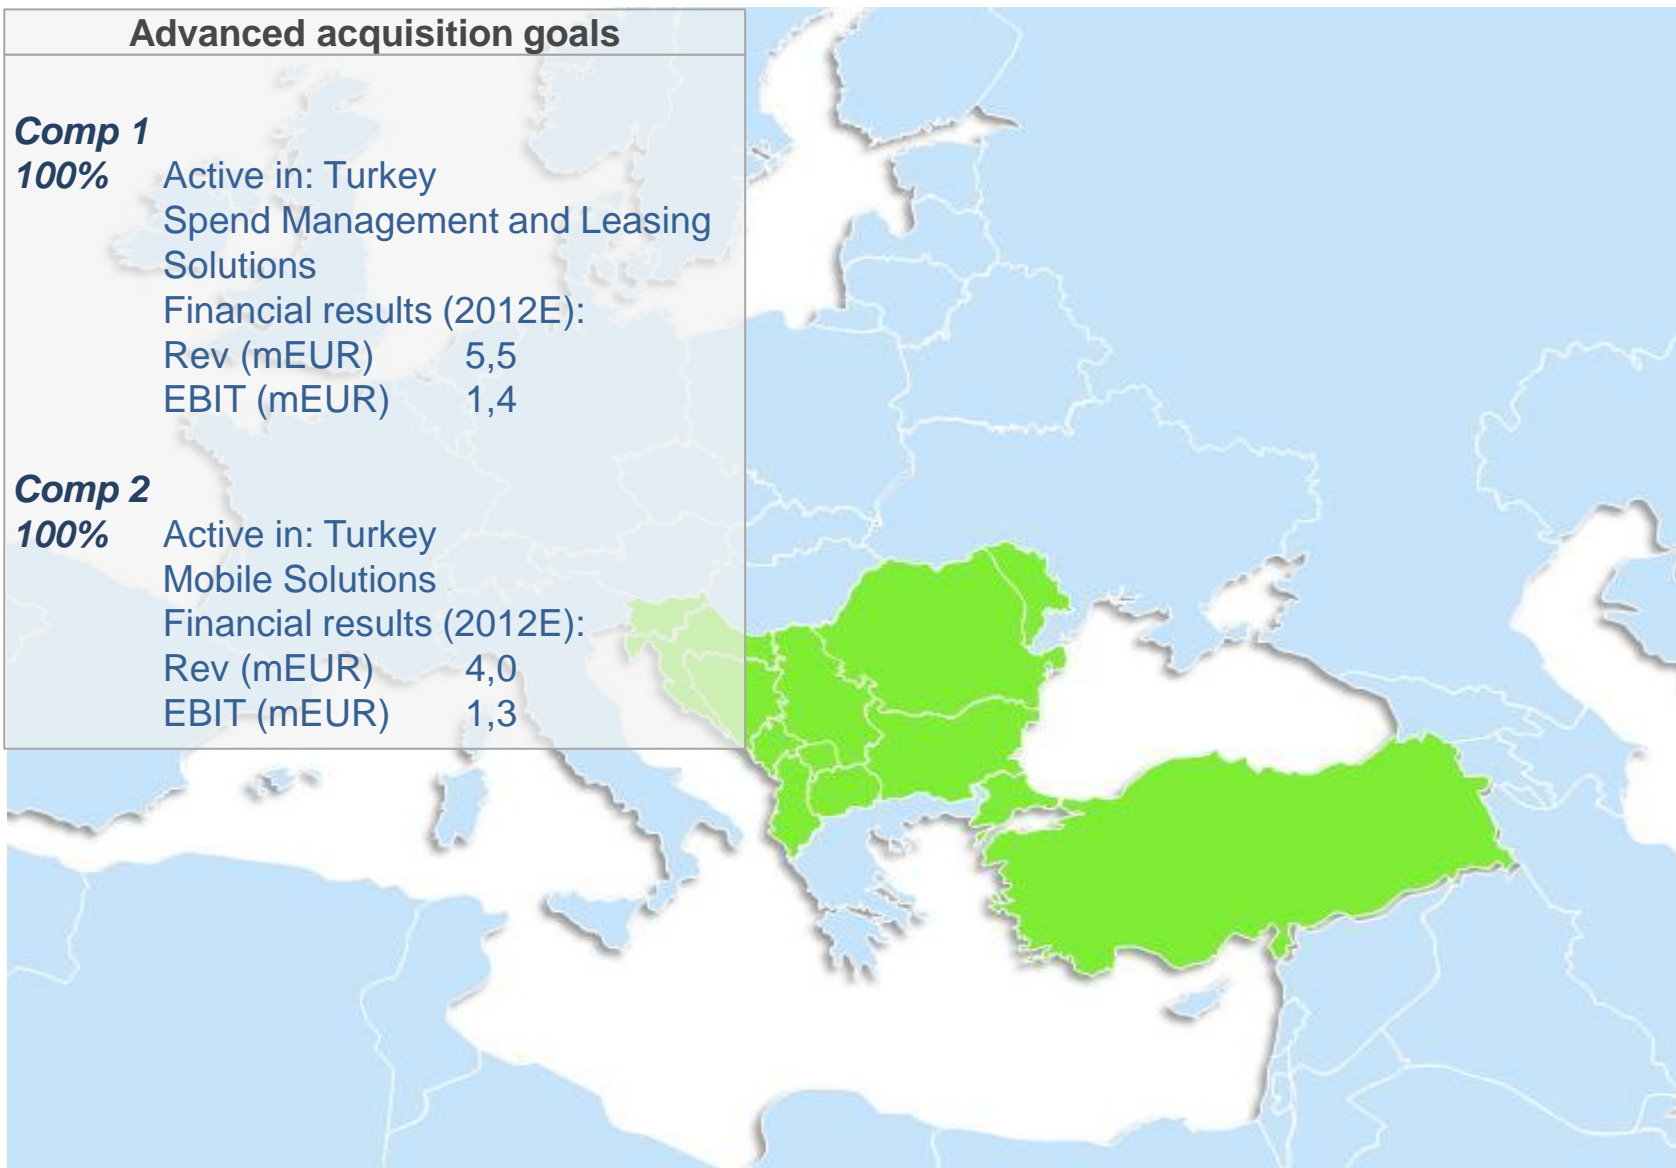 Advanced acquisition goals
Comp 1
100% Active in: Turkey
Spend Management and Leasing
Solutions
Financial results (2012E):
Rev (mEUR) 5,5
EBIT (mEUR) 1,4
Comp 2
100% Active in: Turkey
Mobile Solutions
Financial results (2012E):
Rev (mEUR) 4,0
EBIT (mEUR) 1,3